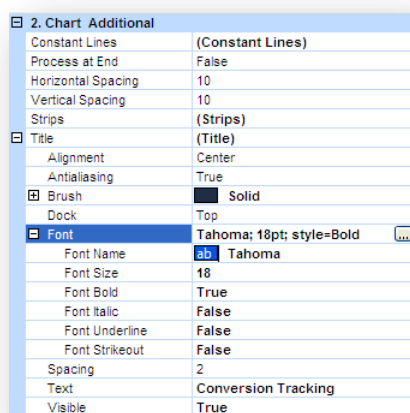 2. Chart Additional
Constant Lines (Constant Lines)
Process at End False
Horizontal Spacing 10
Vertical Spacing 10
Strips (Strips)
Title (Title)
Alignment Center
Antialiasing True
Brush Solid
Dock Top
Font Tahoma; 18pt; style=Bold ...
Font Name ab Tahoma
Font Size 18
Font Bold True
Font Italic False
Font Underline False
Font Strikeout False
Spacing 2
Text Conversion Tracking
Visible True